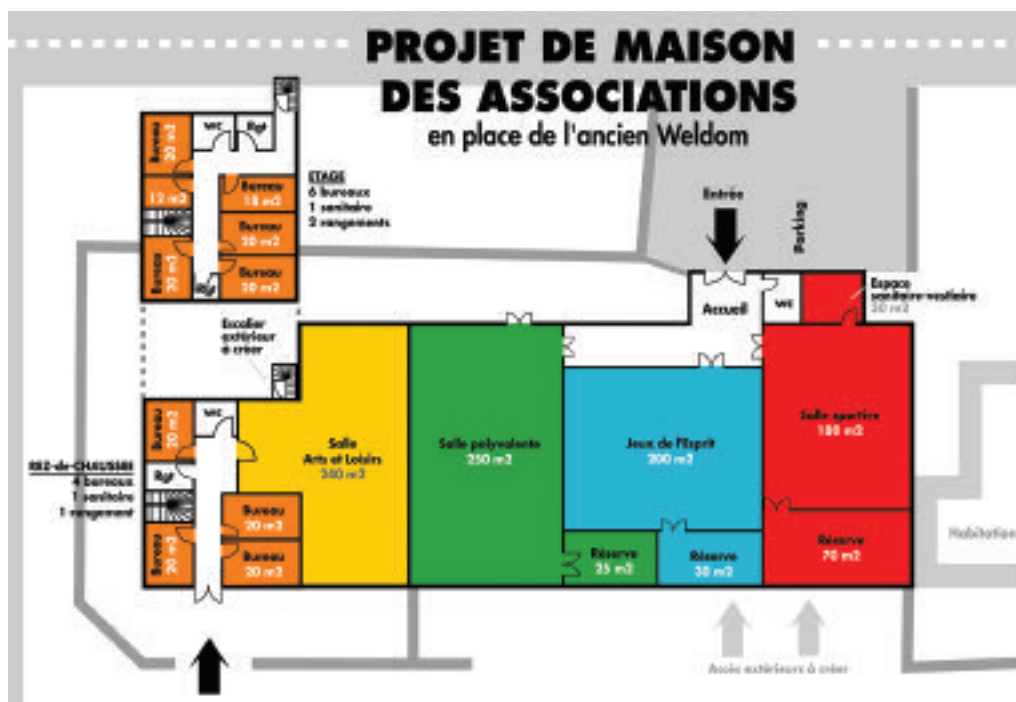 PROJET DE MAISON
DES ASSOCIATIONS
en place de l'ancien Weldom
Bureau
20 m2
WC
Rgt
12 m2
Bureau
18 m2
Bureau
20 m2
Bureau
20 m2
Bureau
20 m2
Rgt
ETAGE
6 bureaux
1 sanitaire
2 rangements
Entrée
Parking
Accueil
WC
Espace
sanitaire-vestiaire
30 m2
Escalier
extérieur
à créer
Bureau
20 m2
WC
Rgt
REZ-de-CHAUSSEE
4 bureaux
1 sanitaire
1 rangement
Bureau
20 m2
Bureau
20 m2
Bureau
20 m2
Salle
Arts et Loisirs
Salle polyvalente
250 m2
Jeux de l'Esprit
200 m2
Salle sportive
180 m2
Réserve
25 m2
Réserve
30 m2
Réserve
70 m2
Habitation
Accès extérieurs à créer